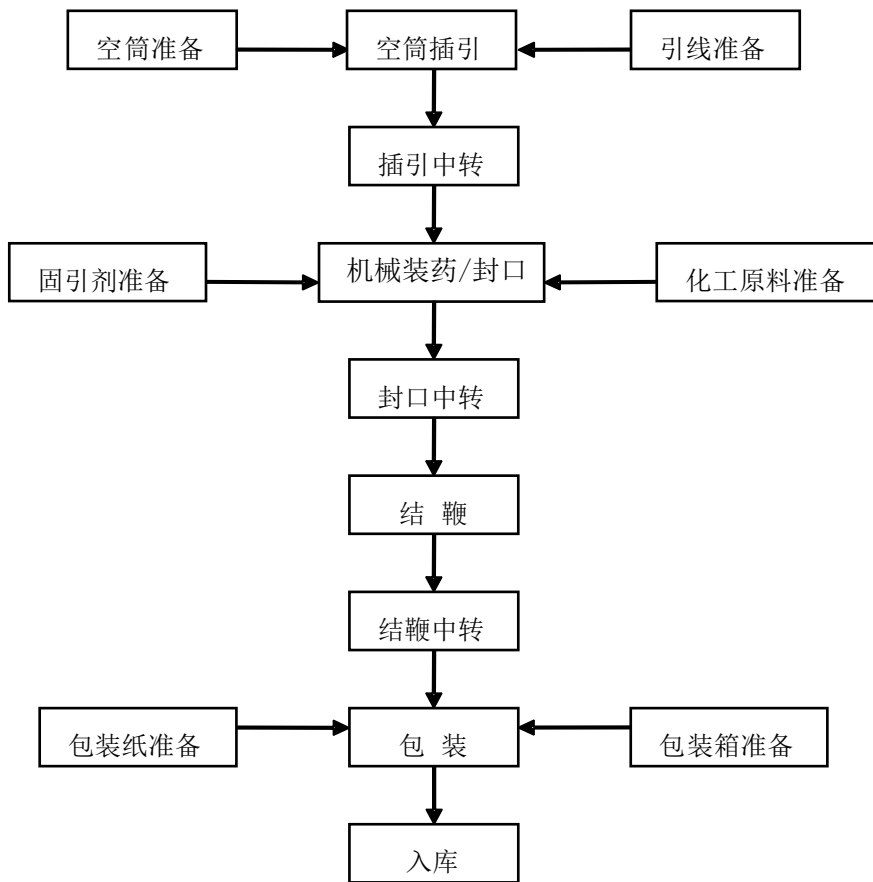 空筒准备
空筒插引
引线准备
插引中转
固引剂准备
机械装药/封口
化工原料准备
封口中转
结 鞭
结鞭中转
包装纸准备
包 装
包装箱准备
入库